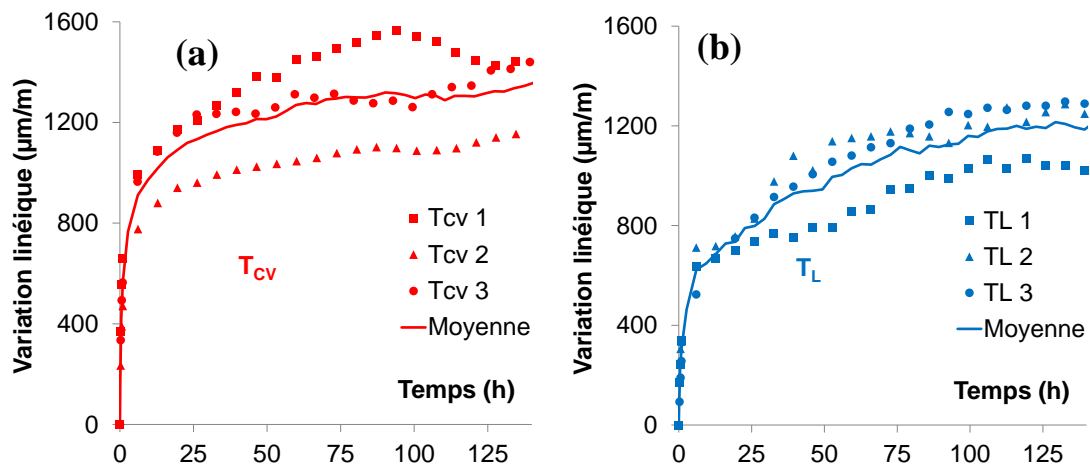 (a)
Variation linéique (µm/m)
1600
1200
800
400
0
0 25 50 75 100 125
Temps (h)
Tcv 1
Tcv 2
Tcv 3
Moyenne
TCV
(b)
Variation linéique (µm/m)
1600
1200
800
400
0
0 25 50 75 100 125
Temps (h)
TL 1
TL 2
TL 3
Moyenne
TL